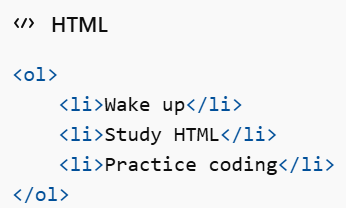 </> HTML
<ol>
    <li>Wake up</li>
    <li>Study HTML</li>
    <li>Practice coding</li>
</ol>